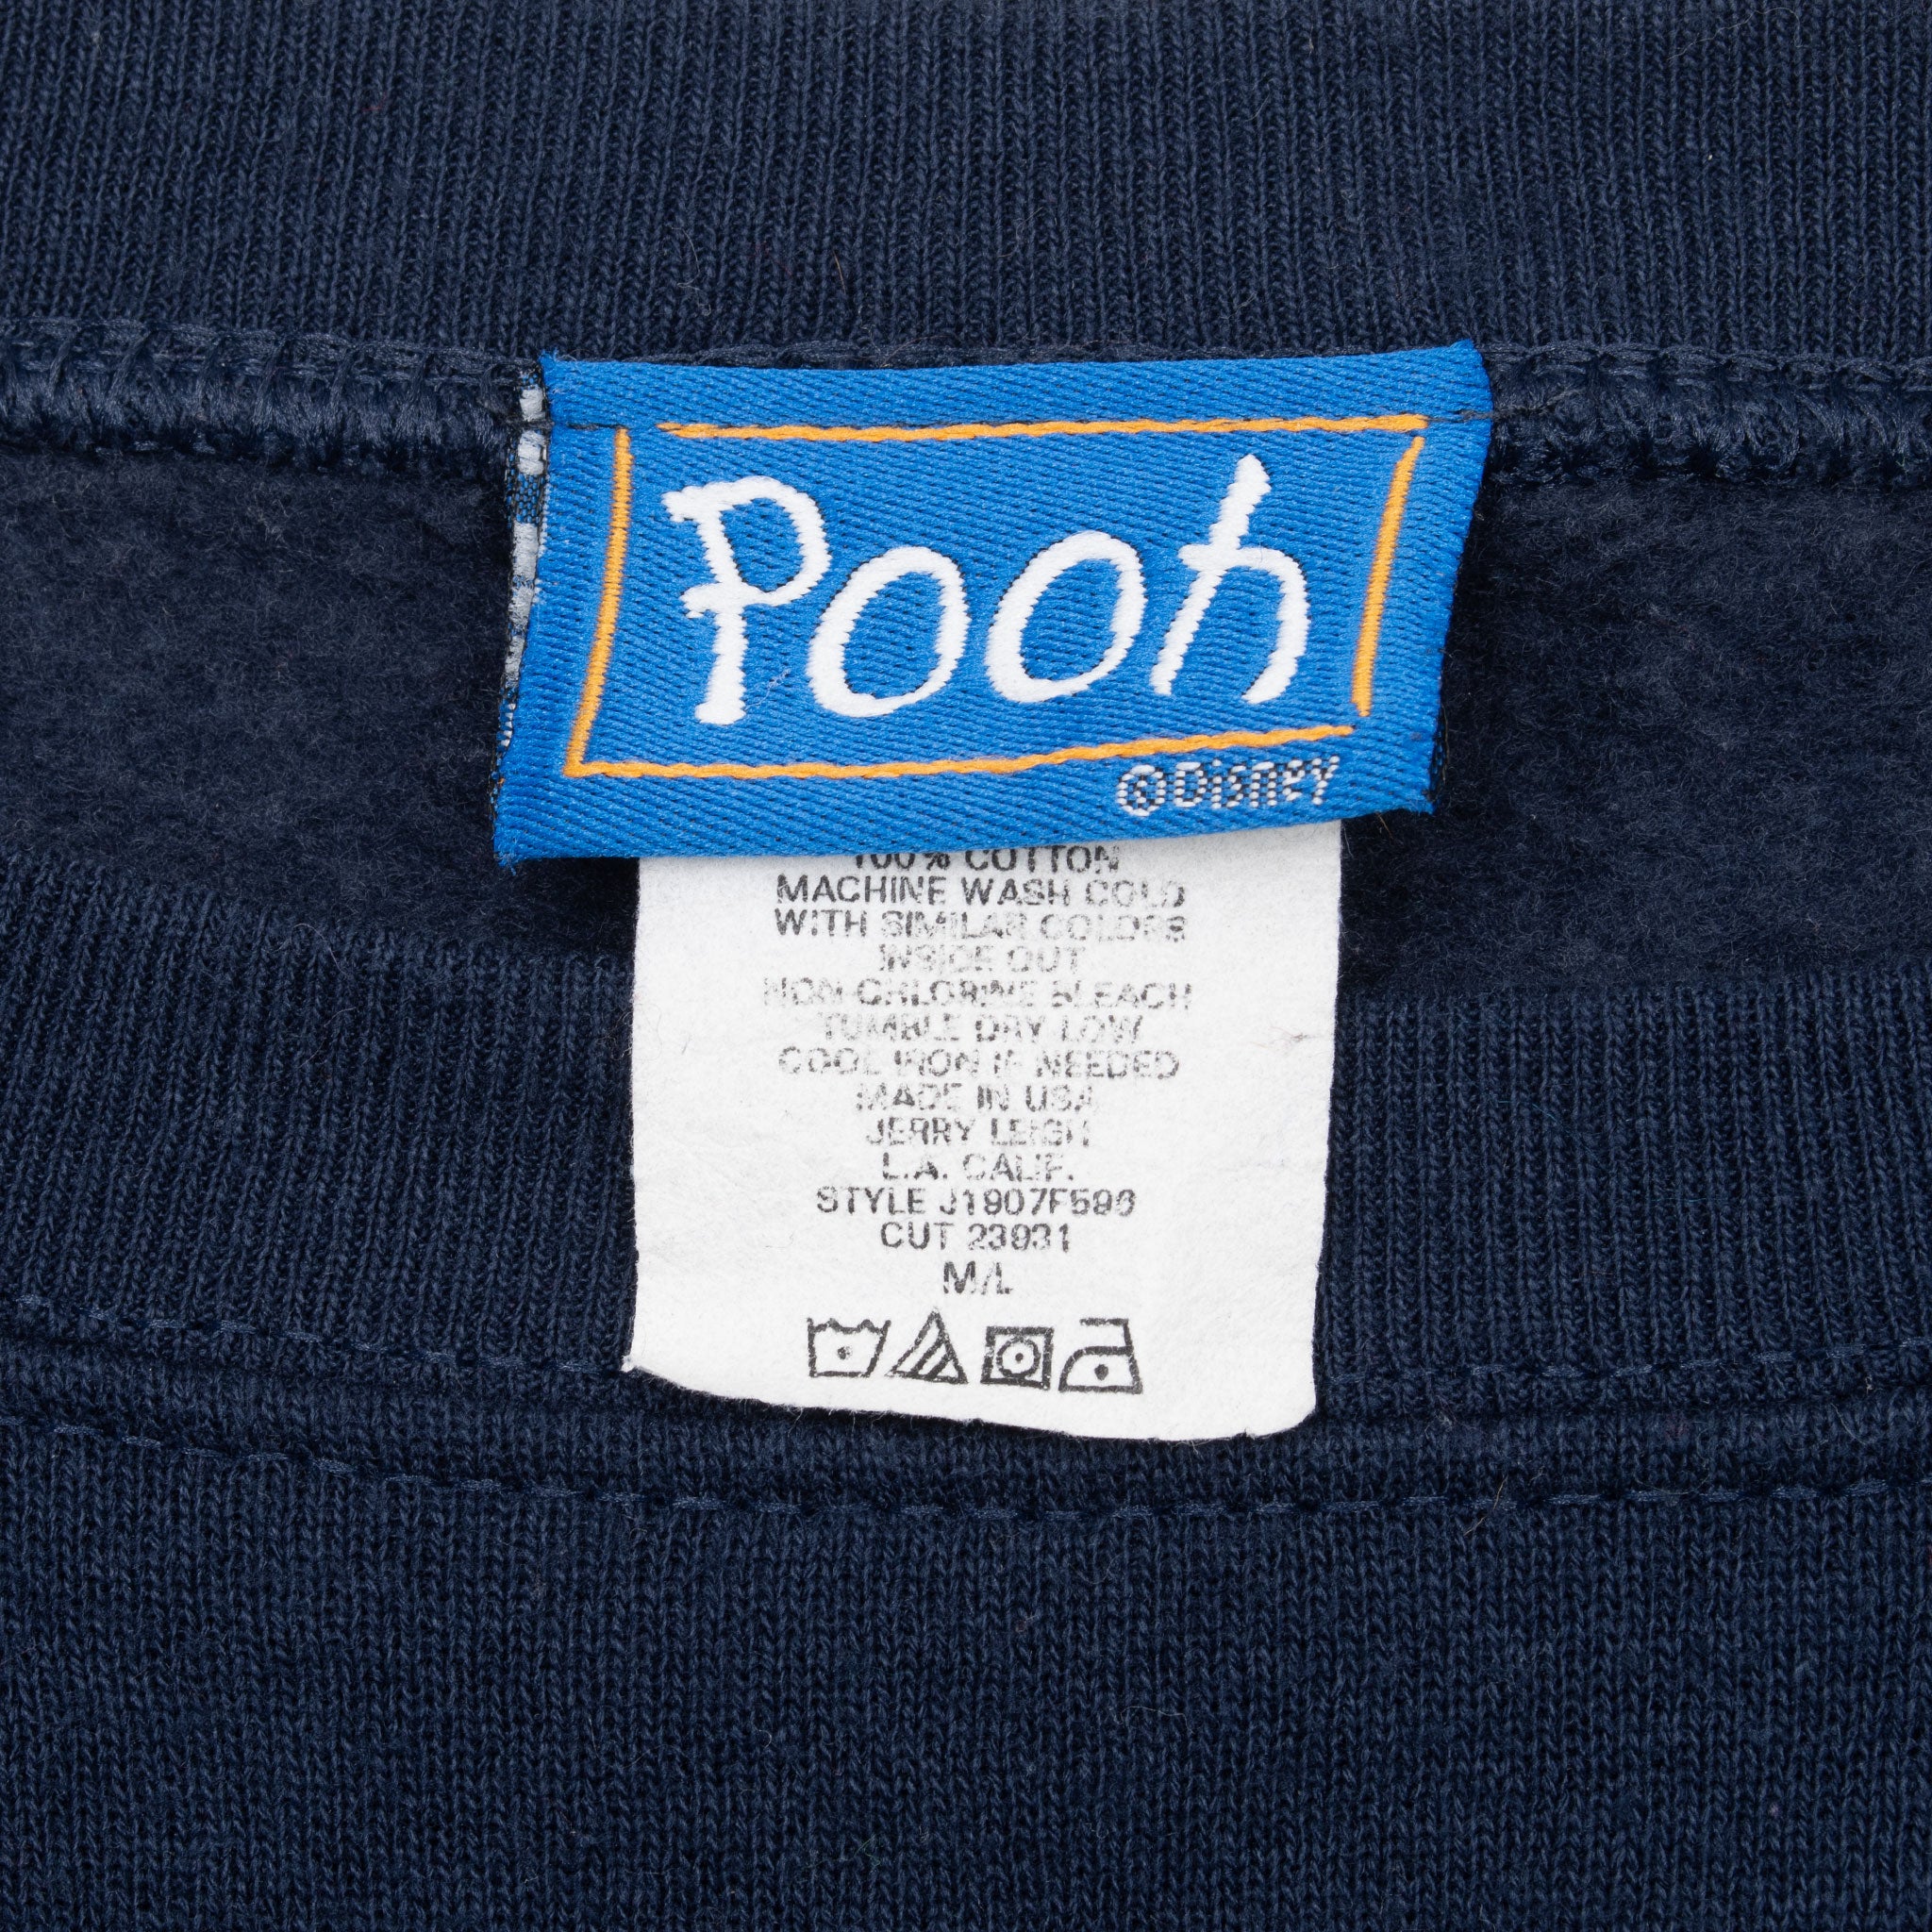 Pooh
©Disney
100% COTTON
MACHINE WASH COLD
WITH SIMILAR COLORS
INSIDE OUT
NON-CHLORINE BLEACH
TUMBLE DRY LOW
COOL IRON IF NEEDED
MADE IN USA
JERRY LEIGH
L.A. CALIF.
STYLE J1907F596
CUT 23931
M/L